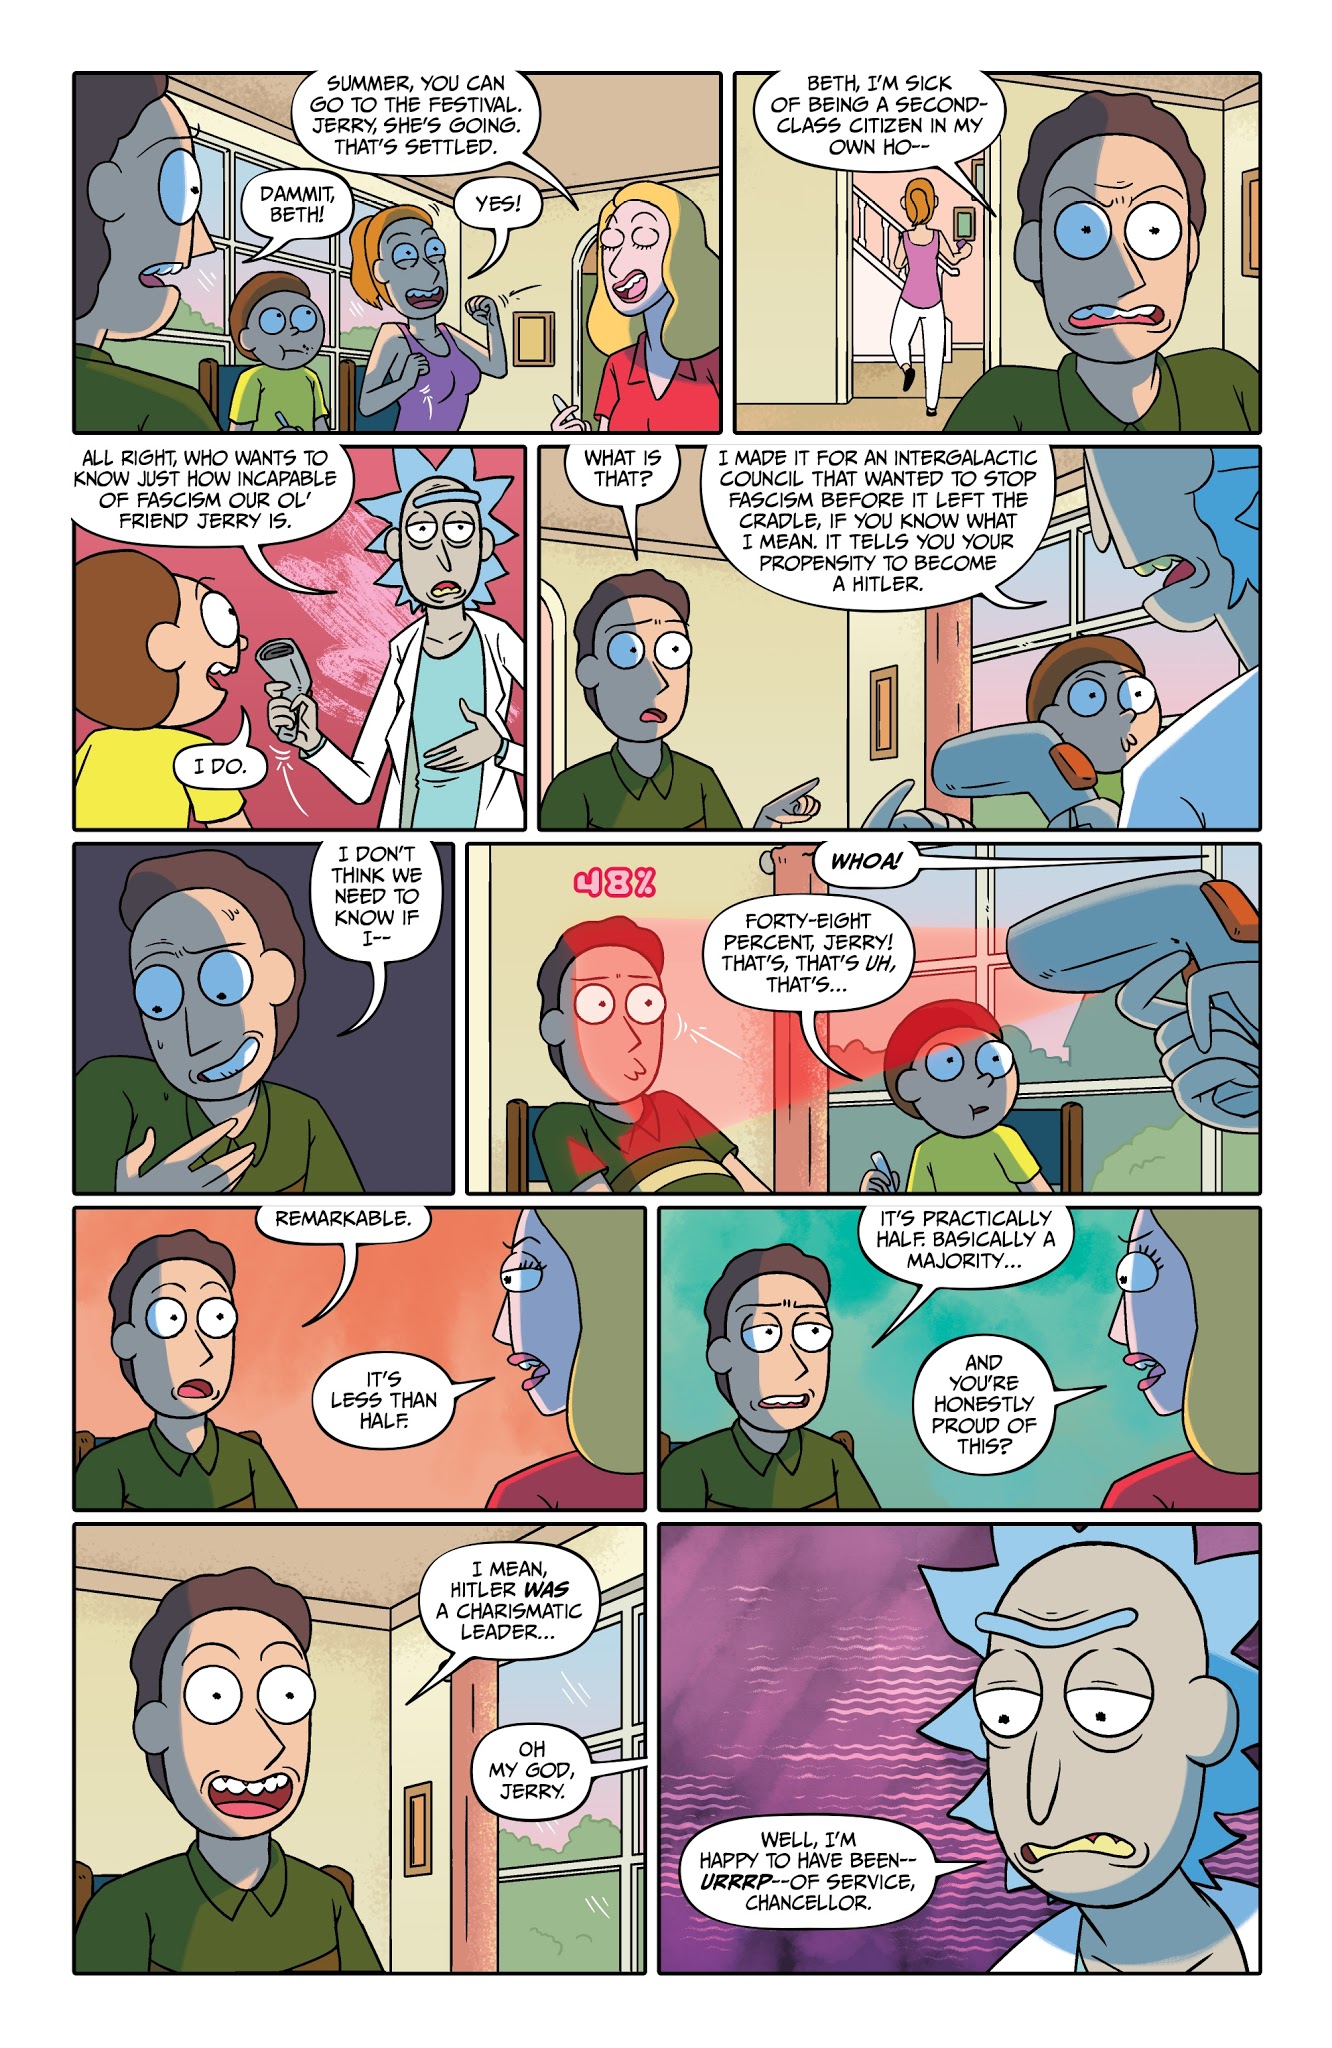 SUMMER, YOU CAN
GO TO THE FESTIVAL.
JERRY, SHE'S GOING.
THAT'S SETTLED.
DAMMIT,
BETH!
YES!
BETH, I'M SICK
OF BEING A SECOND-
CLASS CITIZEN IN MY
OWN HO--
ALL RIGHT, WHO WANTS TO
KNOW JUST HOW INCAPABLE
OF FASCISM OUR OL'
FRIEND JERRY IS.
I DO.
WHAT IS
THAT?
I MADE IT FOR AN INTERGALACTIC
COUNCIL THAT WANTED TO STOP
FASCISM BEFORE IT LEFT THE
CRADLE, IF YOU KNOW WHAT
I MEAN. IT TELLS YOU YOUR
PROPENSITY TO BECOME
A HITLER.
I DON'T
THINK WE
NEED TO
KNOW IF
I--
48%
WHOA!
FORTY-EIGHT
PERCENT, JERRY!
THAT'S, THAT'S UH,
THAT'S...
REMARKABLE.
IT'S
LESS THAN
HALF.
IT'S PRACTICALLY
HALF. BASICALLY A
MAJORITY...
AND
YOU'RE
HONESTLY
PROUD OF
THIS?
I MEAN,
HITLER WAS
A CHARISMATIC
LEADER...
OH
MY GOD,
JERRY.
WELL, I'M
HAPPY TO HAVE BEEN--
URRRP--OF SERVICE,
CHANCELLOR.